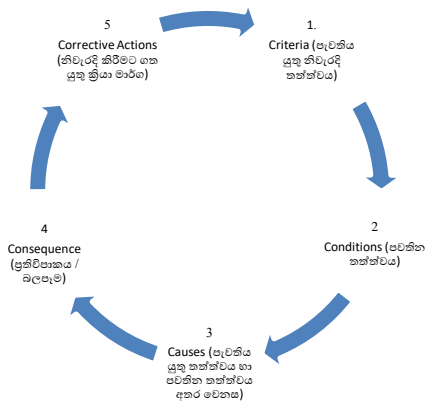 1.
Criteria (පැවතිය
යුතු නිවැරදි
තත්ත්වය)
2
Conditions (පවතින
තත්ත්වය)
3
Causes (පැවතිය
යුතු තත්ත්වය හා
පවතින තත්ත්වය
අතර වෙනස)
4
Consequence
(ප්‍රතිවිපාකය /
බලපෑම)
5
Corrective Actions
(නිවැරදි කිරීමට ගත
යුතු ක්‍රියා මාර්ග)